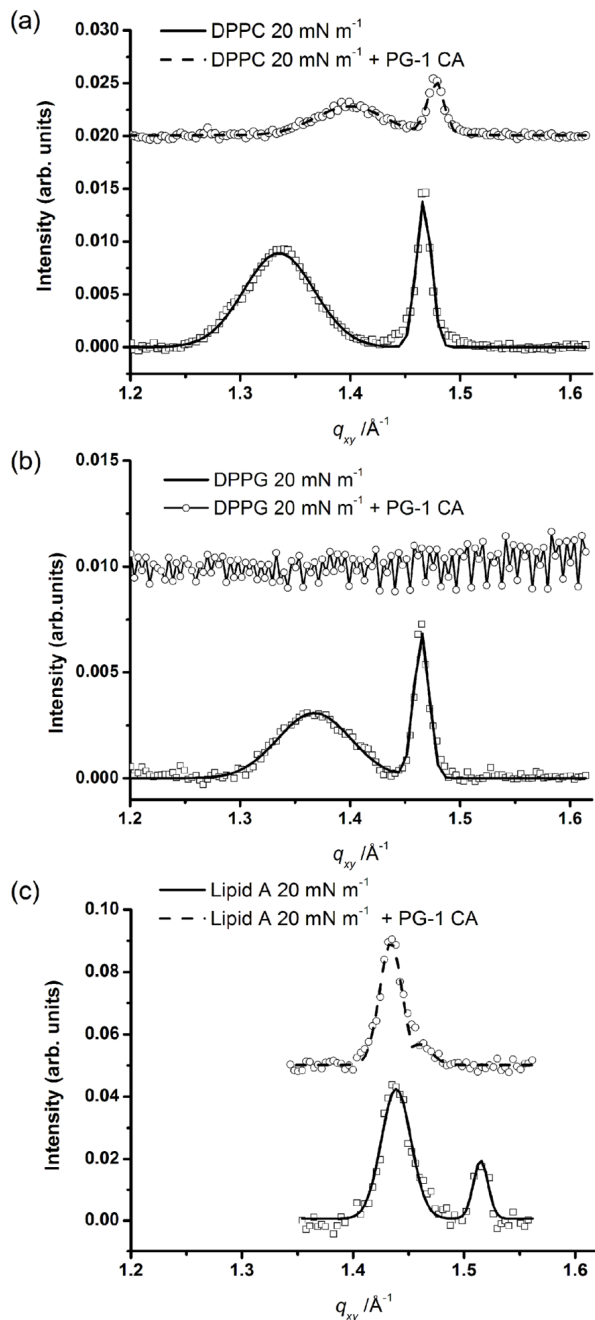 (a)
DPPC 20 mN m⁻¹
DPPC 20 mN m⁻¹ + PG-1 CA
Intensity (arb. units)
0.030
0.025
0.020
0.015
0.010
0.005
0.000
1.2 1.3 1.4 1.5 1.6
qxy /Å⁻¹
(b)
DPPG 20 mN m⁻¹
DPPG 20 mN m⁻¹ + PG-1 CA
Intensity (arb.units)
0.015
0.010
0.005
0.000
1.2 1.3 1.4 1.5 1.6
qxy /Å⁻¹
(c)
Lipid A 20 mN m⁻¹
Lipid A 20 mN m⁻¹ + PG-1 CA
Intensity (arb. units)
0.10
0.08
0.06
0.04
0.02
0.00
1.2 1.3 1.4 1.5 1.6
qxy /Å⁻¹